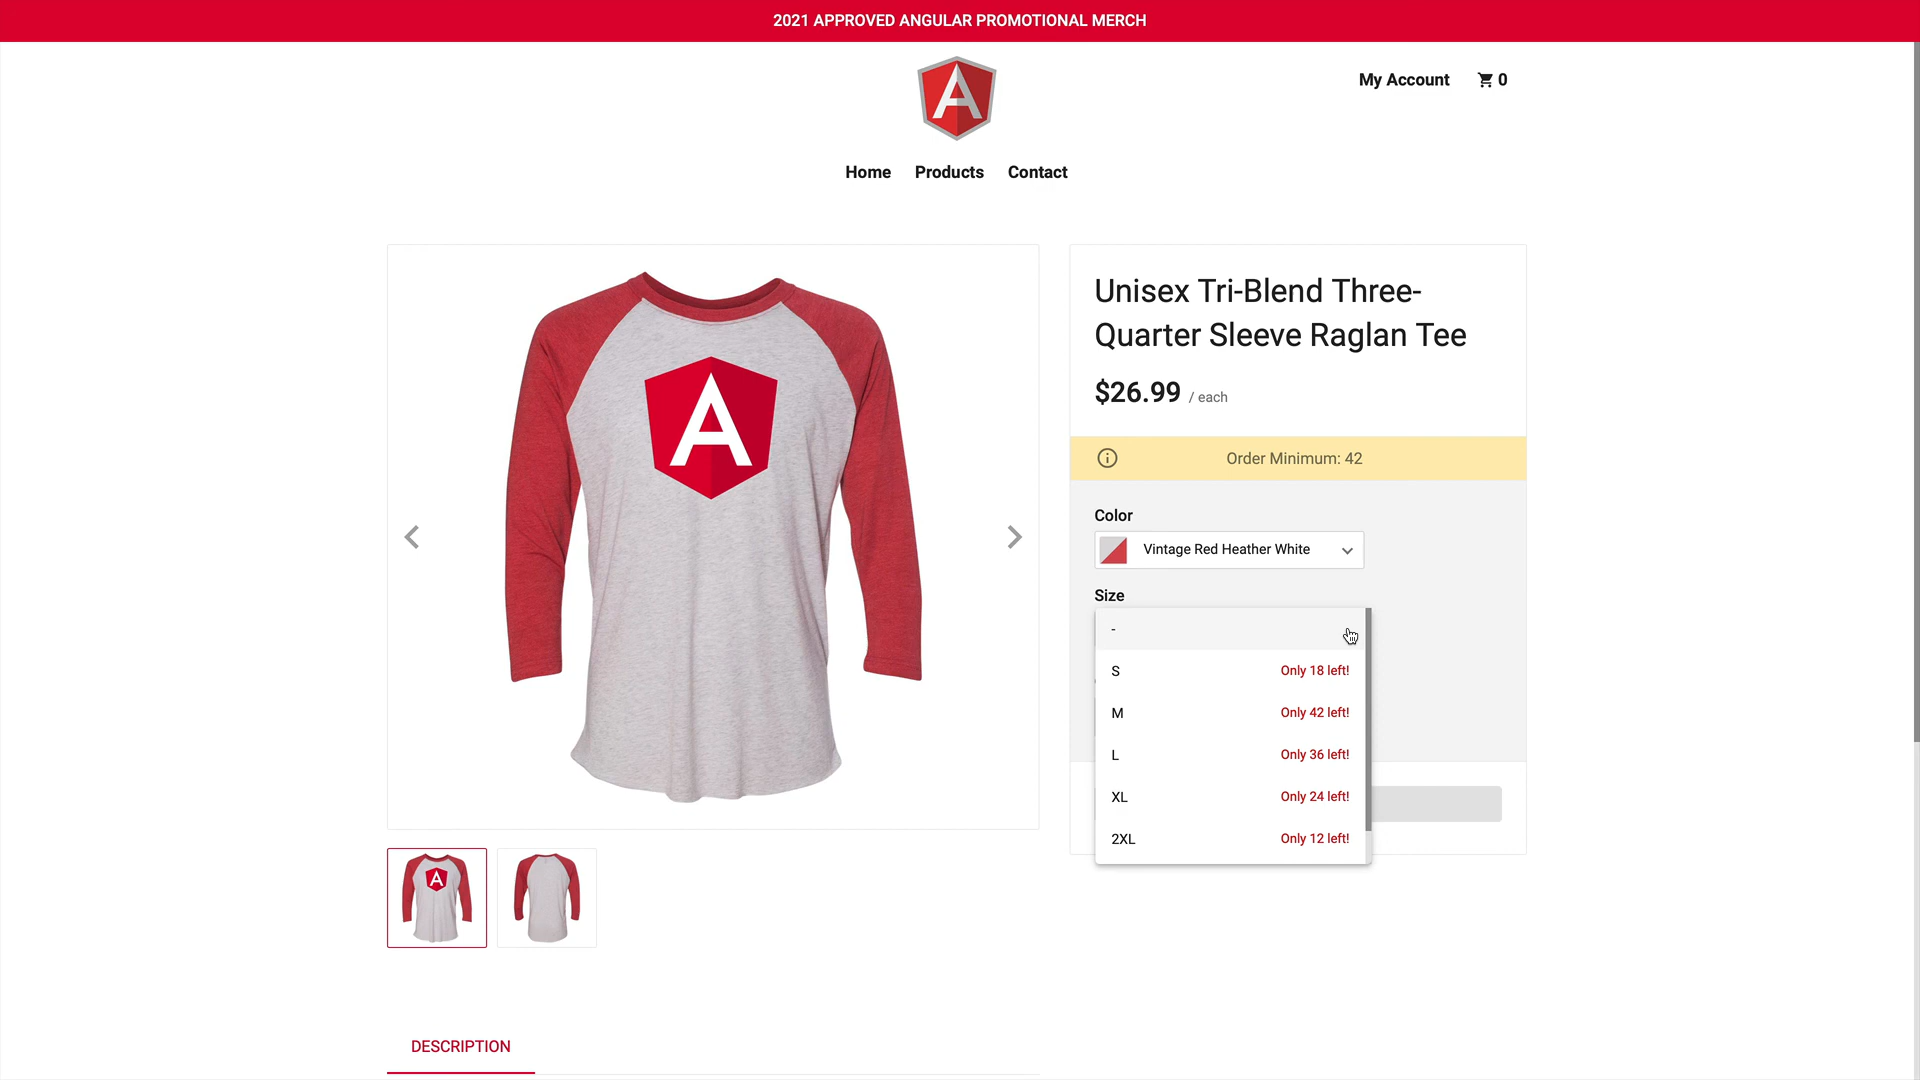 2021 APPROVED ANGULAR PROMOTIONAL MERCH
A
My Account
0
Home Products Contact
Unisex Tri-Blend Three-
Quarter Sleeve Raglan Tee
$26.99 / each
A
Order Minimum: 42
Color
Vintage Red Heather White
Size
-
S Only 18 left!
M Only 42 left!
L Only 36 left!
XL Only 24 left!
2XL Only 12 left!
A
DESCRIPTION